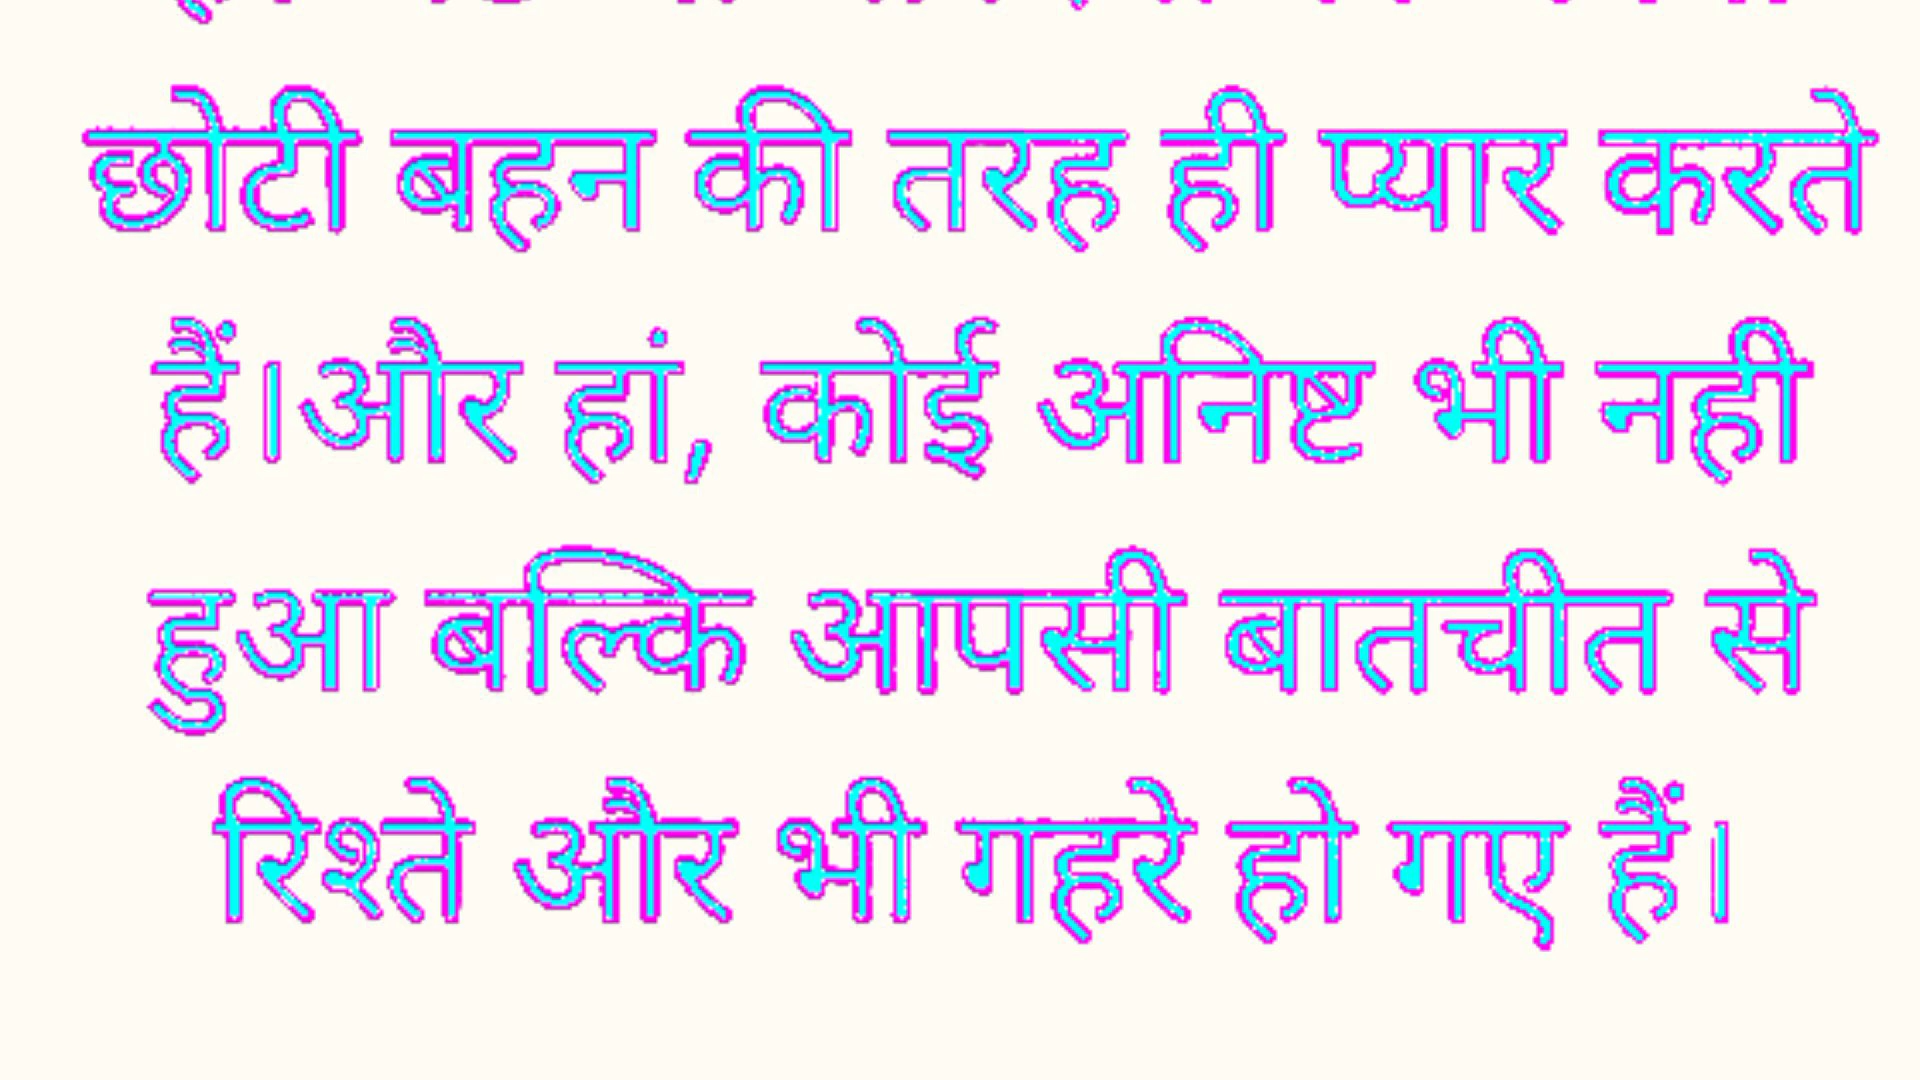 छोटी बहन की तरह ही प्यार करते
हैं।और हां, कोई अनिष्ट भी नही
हुआ बल्कि आपसी बातचीत से
रिश्ते और भी गहरे हो गए हैं।